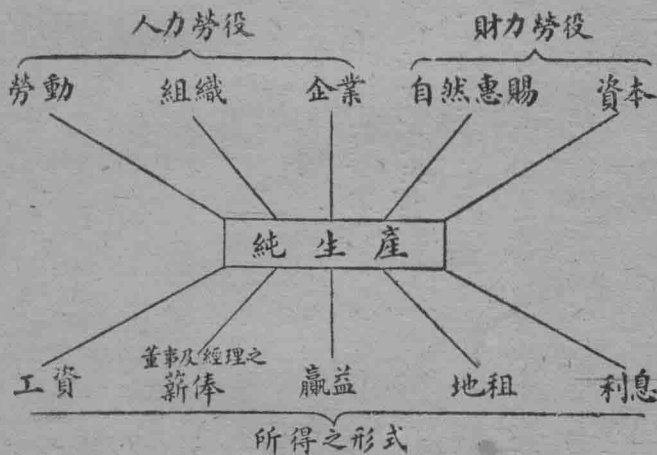 人力勞役 財力勞役
勞動 組織 企業 自然惠賜 資本
純生產
董事及經理之
工資 薪俸 贏益 地租 利息
所得之形式